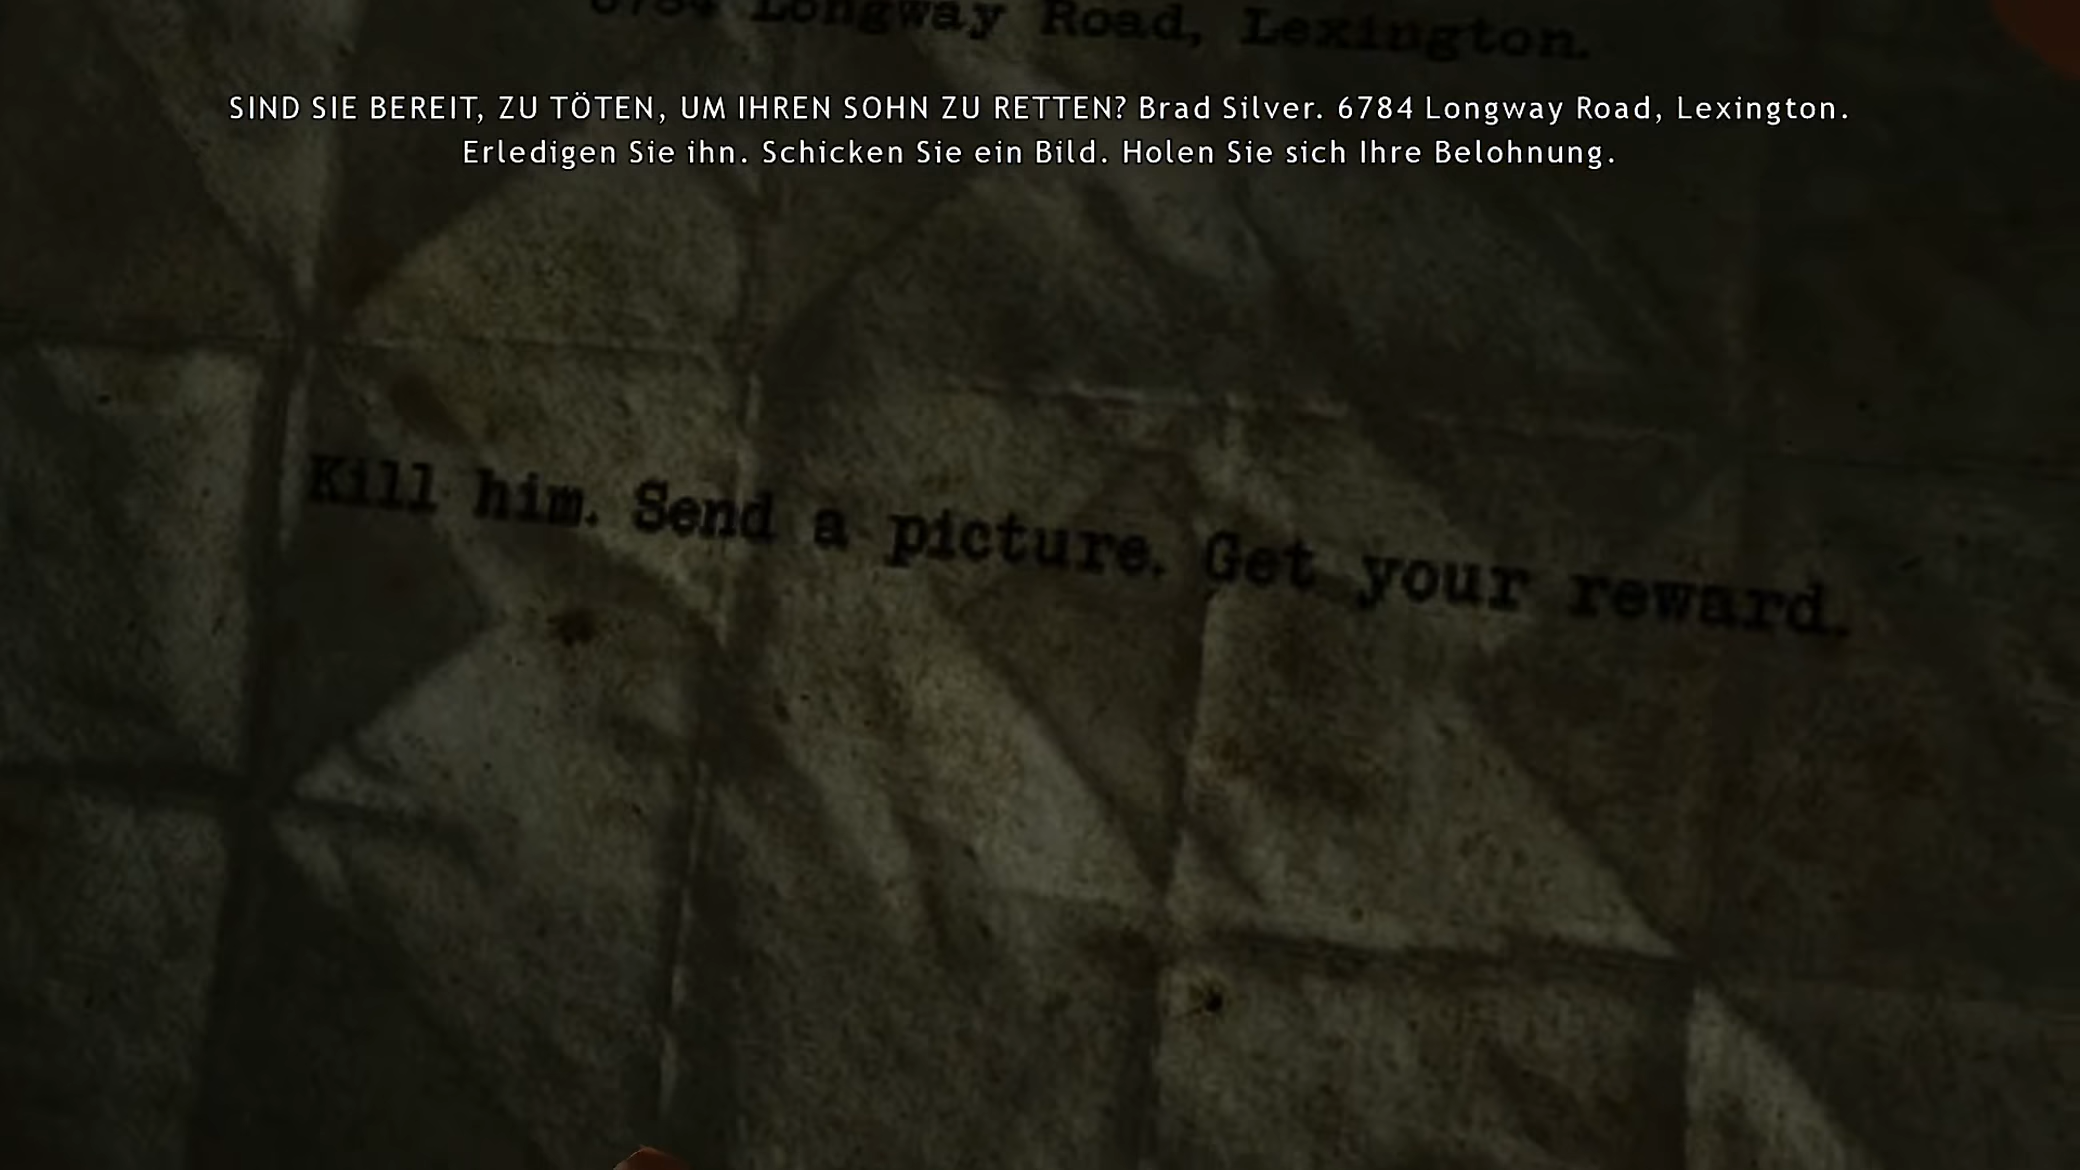 6784 Longway Road, Lexington.
SIND SIE BEREIT, ZU TÖTEN, UM IHREN SOHN ZU RETTEN? Brad Silver. 6784 Longway Road, Lexington.
Erledigen Sie ihn. Schicken Sie ein Bild. Holen Sie sich Ihre Belohnung.
Kill him. Send a picture. Get your reward.